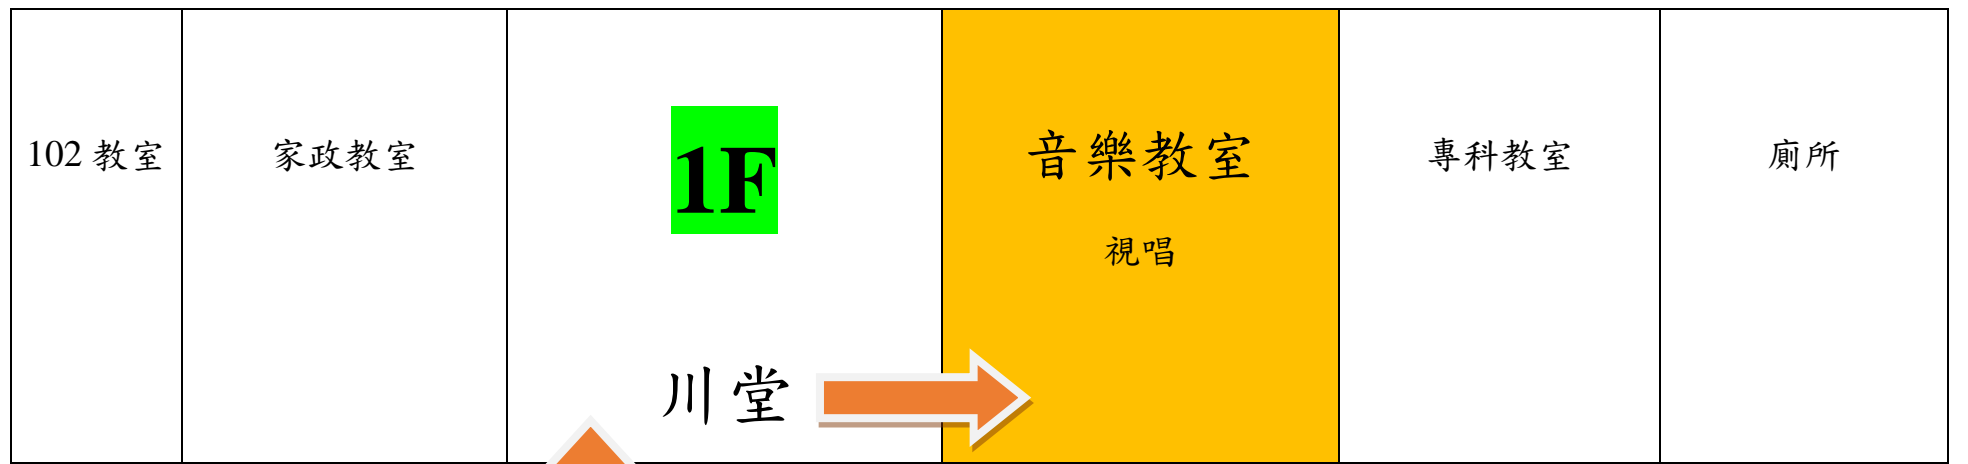 102 教室
家政教室
1F
川堂
音樂教室
視唱
專科教室
廁所